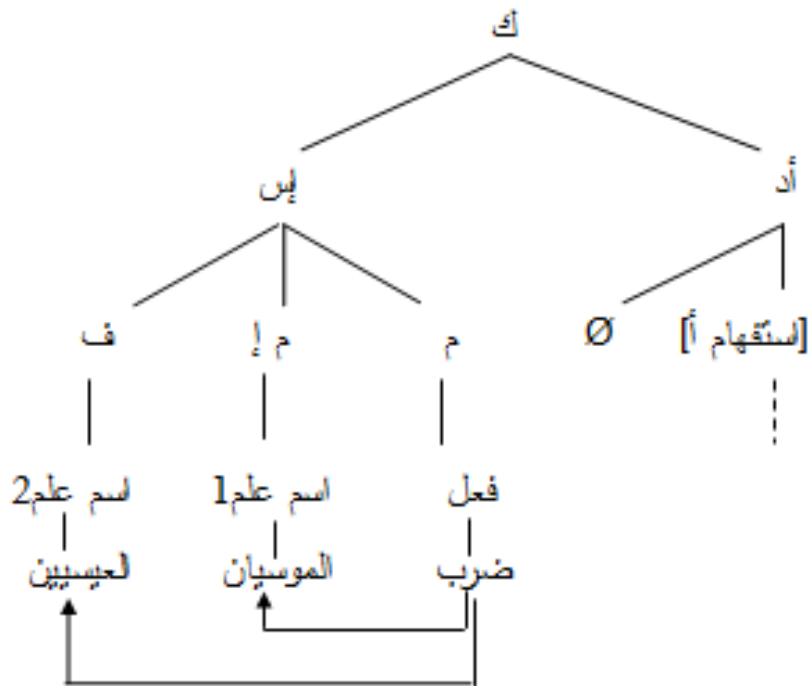 ك
أد إس
[استفهام أ] Ø م م إ ف
فعل اسم علم1 اسم علم2
ضرب الموسيان العيسيين